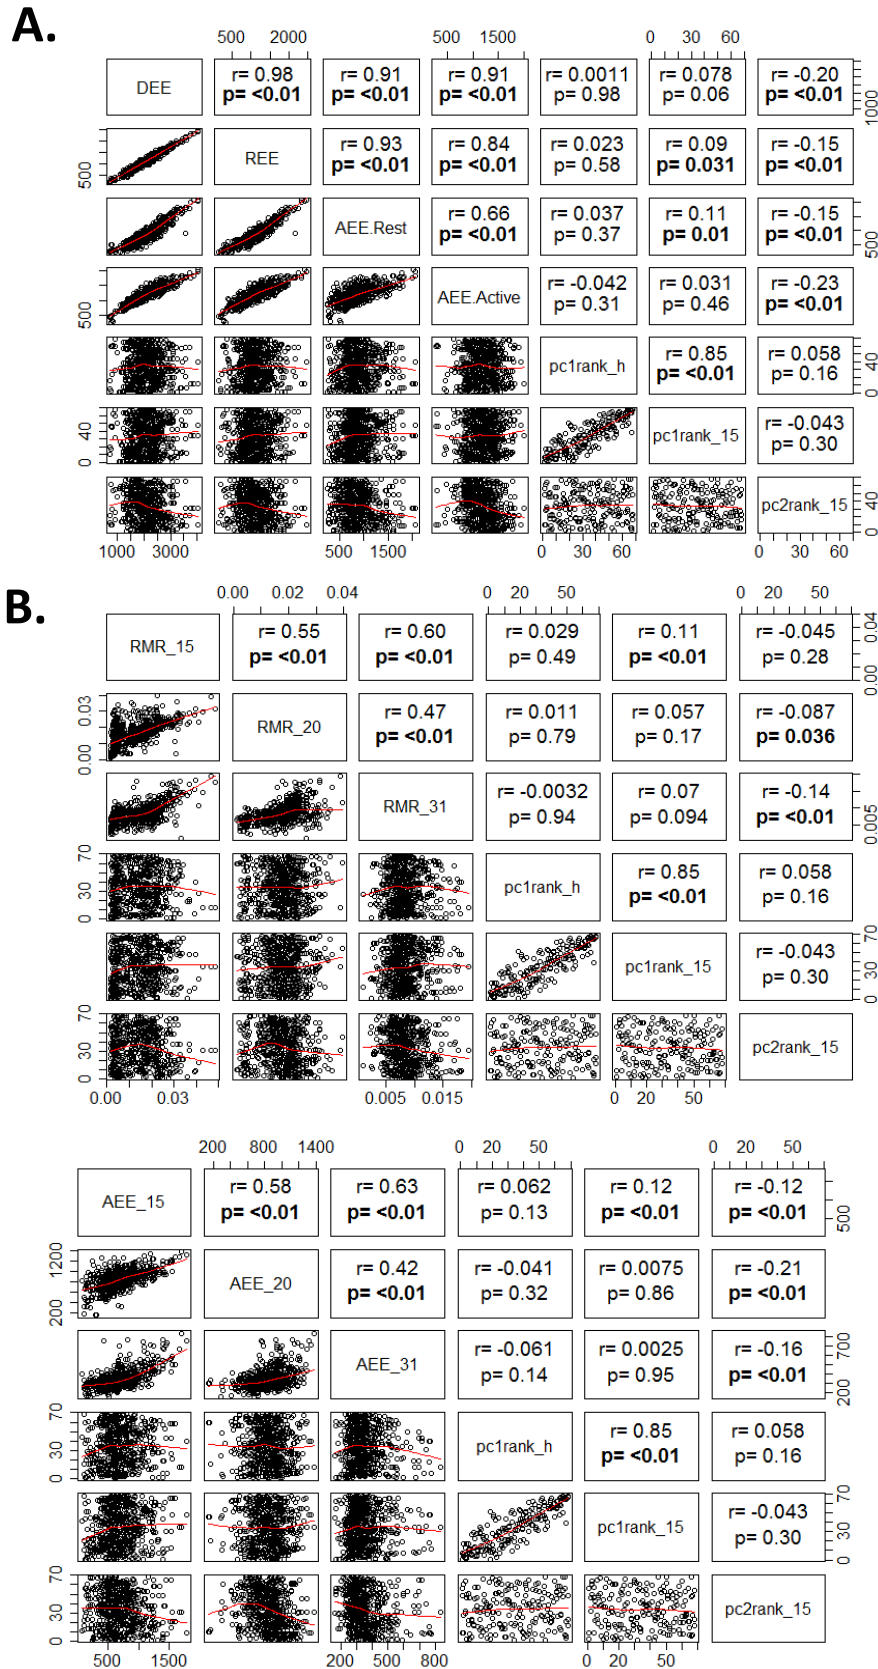 A.
500 2000 500 1500 0 30 60
DEE r= 0.98 r= 0.91 r= 0.91 r= 0.0011 r= 0.078 r= -0.20
p= <0.01 p= <0.01 p= <0.01 p= 0.98 p= 0.06 p= <0.01
1000
REE r= 0.93 r= 0.84 r= 0.023 r= 0.09 r= -0.15
p= <0.01 p= <0.01 p= 0.58 p= 0.031 p= <0.01
500
AEE.Rest r= 0.66 r= 0.037 r= 0.11 r= -0.15
p= <0.01 p= 0.37 p= 0.01 p= <0.01
500
AEE.Active r= -0.042 r= 0.031 r= -0.23
p= 0.31 p= 0.46 p= <0.01
500
pc1rank_h r= 0.85 r= 0.058
p= <0.01 p= 0.16
0 40
pc1rank_15 r= -0.043
p= 0.30
0 40
pc2rank_15
0 40
1000 3000 500 1500 0 30 60 0 30 60
B.
0.00 0.02 0.04 0 20 50 0 20 50
RMR_15 r= 0.55 r= 0.60 r= 0.029 r= 0.11 r= -0.045
p= <0.01 p= <0.01 p= 0.49 p= <0.01 p= 0.28
0.00 0.04
RMR_20 r= 0.47 r= 0.011 r= 0.057 r= -0.087
p= <0.01 p= 0.79 p= 0.17 p= 0.036
0.00 0.03
RMR_31 r= -0.0032 r= 0.07 r= -0.14
p= 0.94 p= 0.094 p= <0.01
0.005
pc1rank_h r= 0.85 r= 0.058
p= <0.01 p= 0.16
0 30 70
pc1rank_15 r= -0.043
p= 0.30
0 30 70
pc2rank_15
0 30 70
0.00 0.03 0.005 0.015 0 20 50
200 800 1400 0 20 50 0 20 50
AEE_15 r= 0.58 r= 0.63 r= 0.062 r= 0.12 r= -0.12
p= <0.01 p= <0.01 p= 0.13 p= <0.01 p= <0.01
500
AEE_20 r= 0.42 r= -0.041 r= 0.0075 r= -0.21
p= <0.01 p= 0.32 p= 0.86 p= <0.01
200 1200
AEE_31 r= -0.061 r= 0.0025 r= -0.16
p= 0.14 p= 0.95 p= <0.01
200 700
pc1rank_h r= 0.85 r= 0.058
p= <0.01 p= 0.16
0 30 70
pc1rank_15 r= -0.043
p= 0.30
0 30 70
pc2rank_15
0 30 70
500 1500 200 500 800 0 20 50